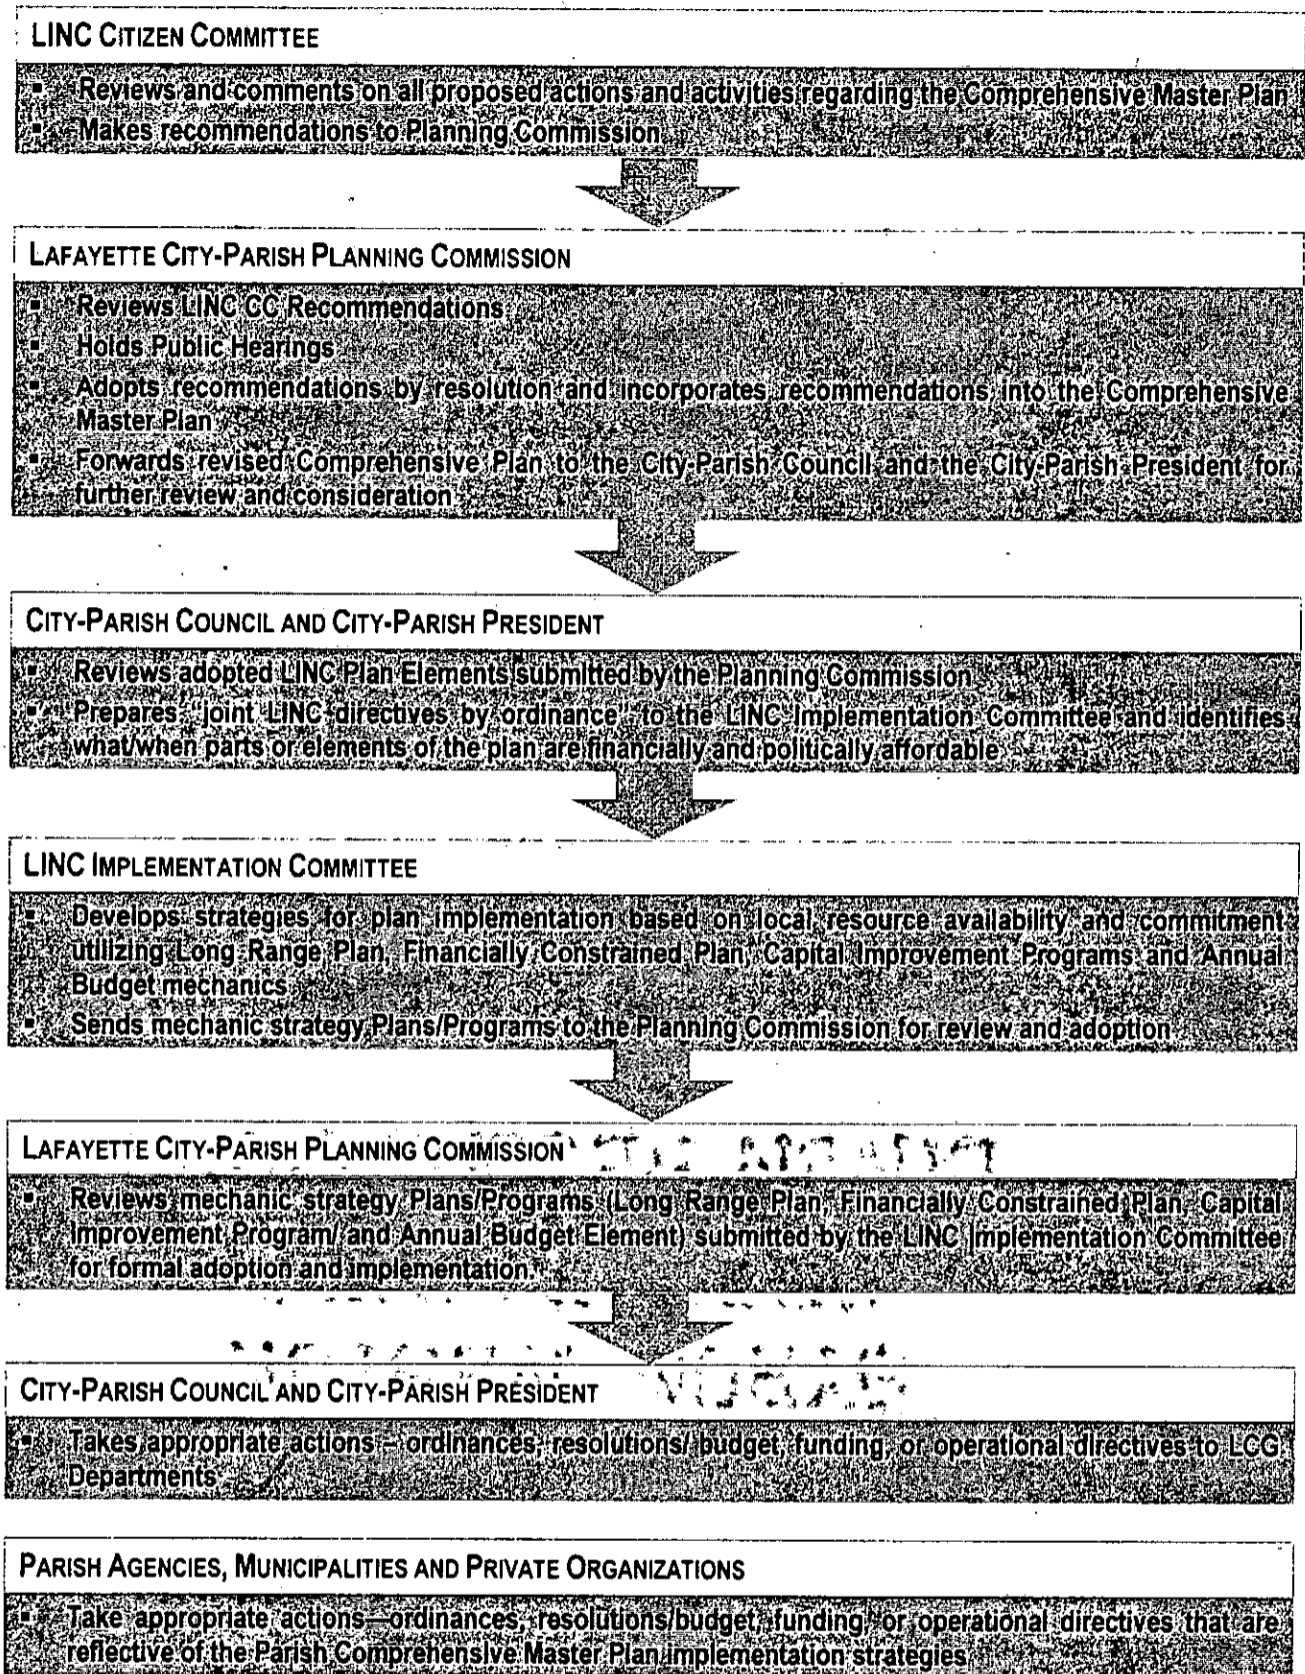 LINC CITIZEN COMMITTEE
▪ Reviews and comments on all proposed actions and activities regarding the Comprehensive Master Plan
▪ Makes recommendations to Planning Commission
LAFAYETTE CITY-PARISH PLANNING COMMISSION
▪ Reviews LINC CC Recommendations
▪ Holds Public Hearings
▪ Adopts recommendations by resolution and incorporates recommendations into the Comprehensive
Master Plan
▪ Forwards revised Comprehensive Plan to the City-Parish Council and the City-Parish President for
further review and consideration
CITY-PARISH COUNCIL AND CITY-PARISH PRESIDENT
▪ Reviews adopted LINC Plan Elements submitted by the Planning Commission
▪ Prepares "joint LINC directives by ordinance" to the LINC Implementation Committee and identifies
what/when parts or elements of the plan are financially and politically affordable
LINC IMPLEMENTATION COMMITTEE
▪ Develops strategies for plan implementation based on local resource availability and commitment
utilizing Long Range Plan, Financially Constrained Plan, Capital Improvement Programs and Annual
Budget mechanics
▪ Sends mechanic strategy Plans/Programs to the Planning Commission for review and adoption
LAFAYETTE CITY-PARISH PLANNING COMMISSION
▪ Reviews mechanic strategy Plans/Programs (Long Range Plan, Financially Constrained Plan, Capital
Improvement Program/ and Annual Budget Element) submitted by the LINC Implementation Committee
for formal adoption and implementation.
CITY-PARISH COUNCIL AND CITY-PARISH PRESIDENT
▪ Takes appropriate actions – ordinances, resolutions/ budget, funding, or operational directives to LCG
Departments
PARISH AGENCIES, MUNICIPALITIES AND PRIVATE ORGANIZATIONS
▪ Take appropriate actions—ordinances, resolutions/budget, funding, or operational directives that are
reflective of the Parish Comprehensive Master Plan implementation strategies